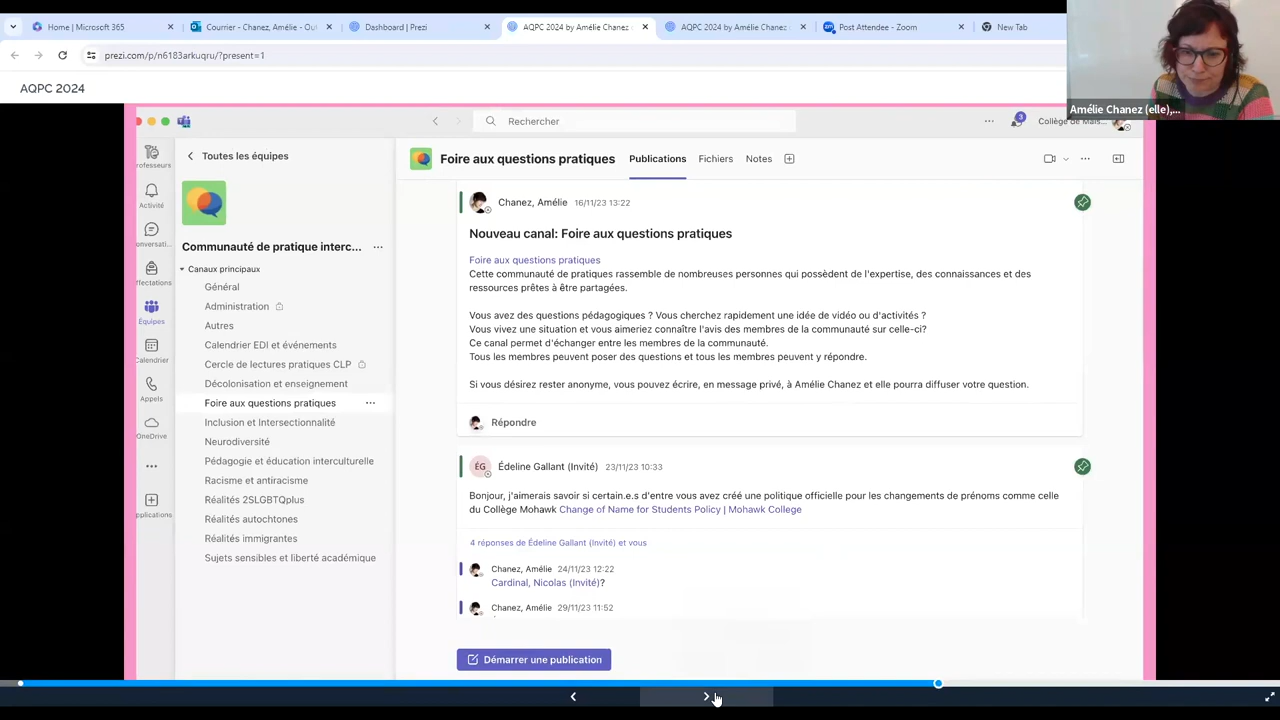 Home | Microsoft 365
Courrier - Chanez, Amélie - Out
Dashboard | Prezi
AQPC 2024 by Amélie Chanez on
AQPC 2024 by Amélie Chanez on
Post Attendee - Zoom
New Tab
prezi.com/p/n6183arkuqru/?present=1
Amélie Chanez (elle),...
AQPC 2024
Rechercher
3
Collège de Mais...
rofesseurs
Toutes les équipes
Foire aux questions pratiques
Publications
Fichiers
Notes
Activité
onversati...
ffectations
Équipes
Calendrier
Appels
OneDrive
pplications
Communauté de pratique interc...
Canaux principaux
Général
Administration
Autres
Calendrier EDI et événements
Cercle de lectures pratiques CLP
Décolonisation et enseignement
Foire aux questions pratiques
Inclusion et Intersectionnalité
Neurodiversité
Pédagogie et éducation interculturelle
Racisme et antiracisme
Réalités 2SLGBTQplus
Réalités autochtones
Réalités immigrantes
Sujets sensibles et liberté académique
Chanez, Amélie 16/11/23 13:22
Nouveau canal: Foire aux questions pratiques
Foire aux questions pratiques
Cette communauté de pratiques rassemble de nombreuses personnes qui possèdent de l'expertise, des connaissances et des
ressources prêtes à être partagées.
Vous avez des questions pédagogiques ? Vous cherchez rapidement une idée de vidéo ou d'activités ?
Vous vivez une situation et vous aimeriez connaître l'avis des membres de la communauté sur celle-ci?
Ce canal permet d'échanger entre les membres de la communauté.
Tous les membres peuvent poser des questions et tous les membres peuvent y répondre.
Si vous désirez rester anonyme, vous pouvez écrire, en message privé, à Amélie Chanez et elle pourra diffuser votre question.
Répondre
ÉG
Édeline Gallant (Invité) 23/11/23 10:33
Bonjour, j'aimerais savoir si certain.e.s d'entre vous avez créé une politique officielle pour les changements de prénoms comme celle
du Collège Mohawk Change of Name for Students Policy | Mohawk College
4 réponses de Édeline Gallant (Invité) et vous
Chanez, Amélie 24/11/23 12:22
Cardinal, Nicolas (Invité)?
Chanez, Amélie 29/11/23 11:52
Démarrer une publication